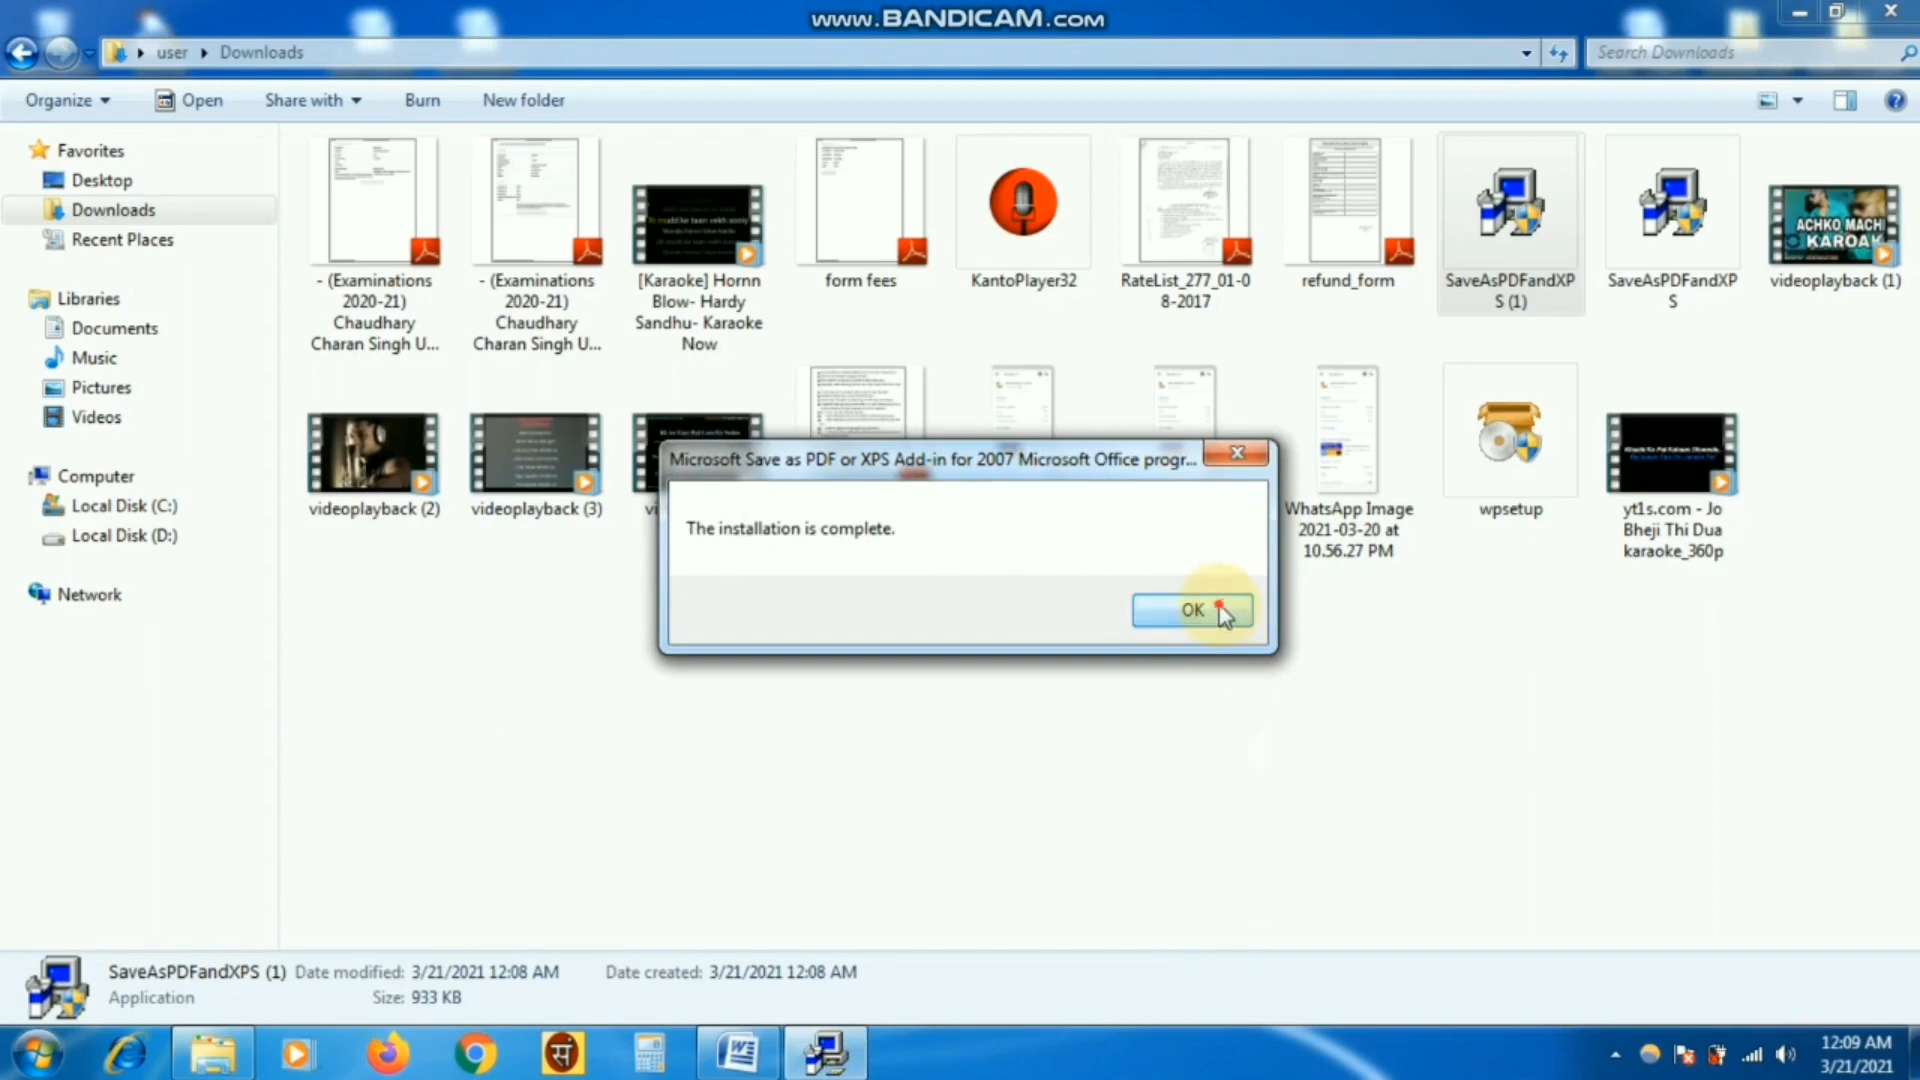 www.BANDICAM.com
user
Downloads
Search Downloads
Organize
Open
Share with
Burn
New folder
Favorites
Desktop
Downloads
Recent Places
Libraries
Documents
Music
Pictures
Videos
Computer
Local Disk (C:)
Local Disk (D:)
Network
- (Examinations
2020-21)
Chaudhary
Charan Singh U...
- (Examinations
2020-21)
Chaudhary
Charan Singh U...
[Karaoke] Hornn
Blow- Hardy
Sandhu- Karaoke
Now
form fees
KantoPlayer32
RateList_277_01-0
8-2017
refund_form
SaveAsPDFandXP
S (1)
SaveAsPDFandXP
S
ACHKO MACHI
KAROAK
videoplayback (1)
videoplayback (2)
videoplayback (3)
WhatsApp Image
2021-03-20 at
10.56.27 PM
wpsetup
yt1s.com - Jo
Bheji Thi Dua
karaoke_360p
Microsoft Save as PDF or XPS Add-in for 2007 Microsoft Office progr...
The installation is complete.
OK
SaveAsPDFandXPS (1)
Date modified: 3/21/2021 12:08 AM
Date created: 3/21/2021 12:08 AM
Application
Size: 933 KB
सं
12:09 AM
3/21/2021